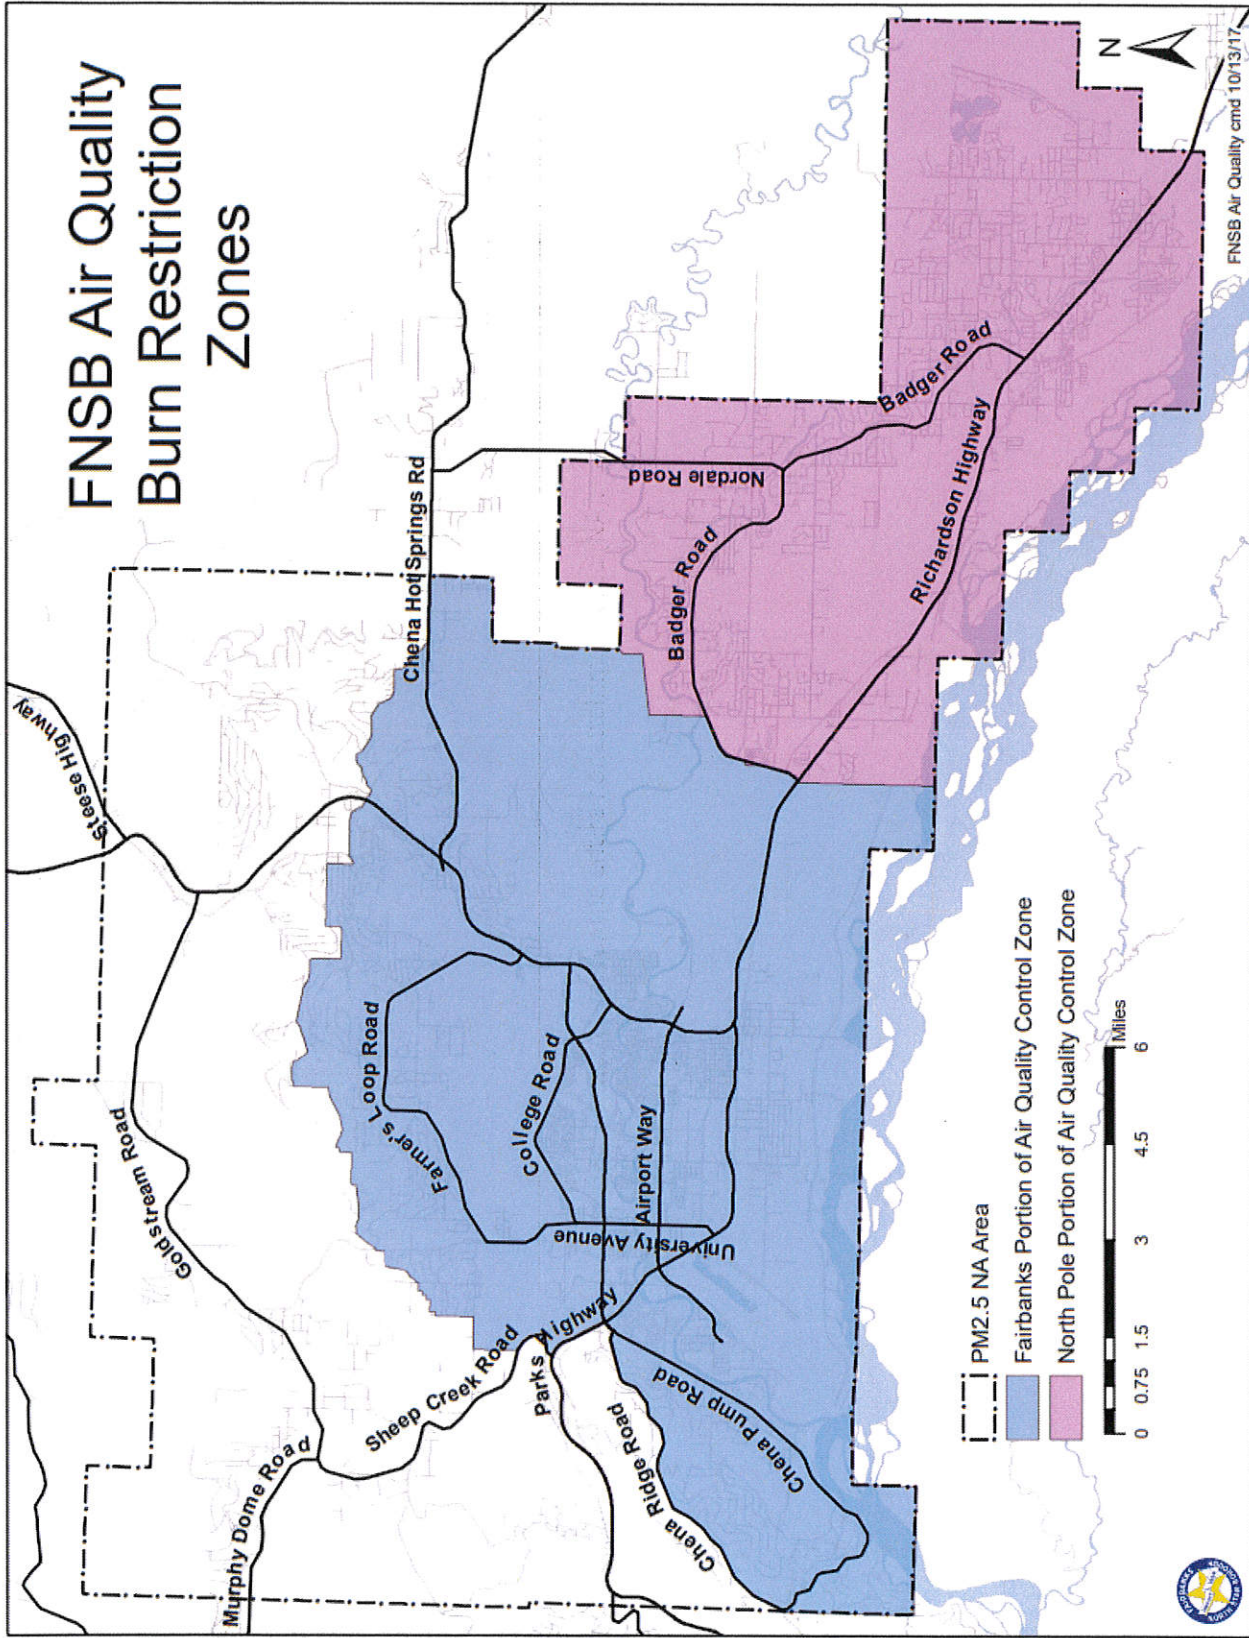 FNSB Air Quality
Burn Restriction
Zones
Steese Highway
Goldstream Road
Murphy Dome Road
Sheep Creek Road
Parks Highway
Chena Ridge Road
Chena Pump Road
Farmer's Loop Road
College Road
University Avenue
Airport Way
Chena Hot Springs Rd
Nordale Road
Badger Road
Badger Road
Richardson Highway
N
PM2.5 NA Area
Fairbanks Portion of Air Quality Control Zone
North Pole Portion of Air Quality Control Zone
0 0.75 1.5 3 4.5 6
Miles
FNSB Air Quality cmd 10/13/17
FAIRBANKS
NORTH STAR BOROUGH